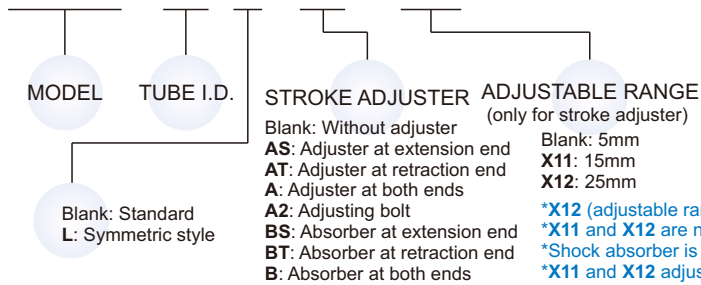 MODEL
TUBE I.D.
STROKE ADJUSTER
Blank: Without adjuster
AS: Adjuster at extension end
AT: Adjuster at retraction end
A: Adjuster at both ends
A2: Adjusting bolt
BS: Absorber at extension end
BT: Absorber at retraction end
B: Absorber at both ends
ADJUSTABLE RANGE
(only for stroke adjuster)
Blank: 5mm
X11: 15mm
X12: 25mm
*X12 (adjustable
*X11 and X12 are
*Shock absorber is
*X11 and X12
Blank: Standard
L: Symmetric style